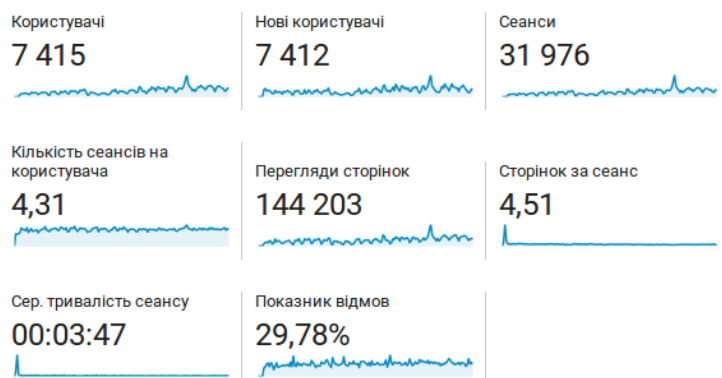 Користувачі
7 415
Нові користувачі
7 412
Сеанси
31 976
Кількість сеансів на
користувача
4,31
Перегляди сторінок
144 203
Сторінок за сеанс
4,51
Сер. тривалість сеансу
00:03:47
Показник відмов
29,78%